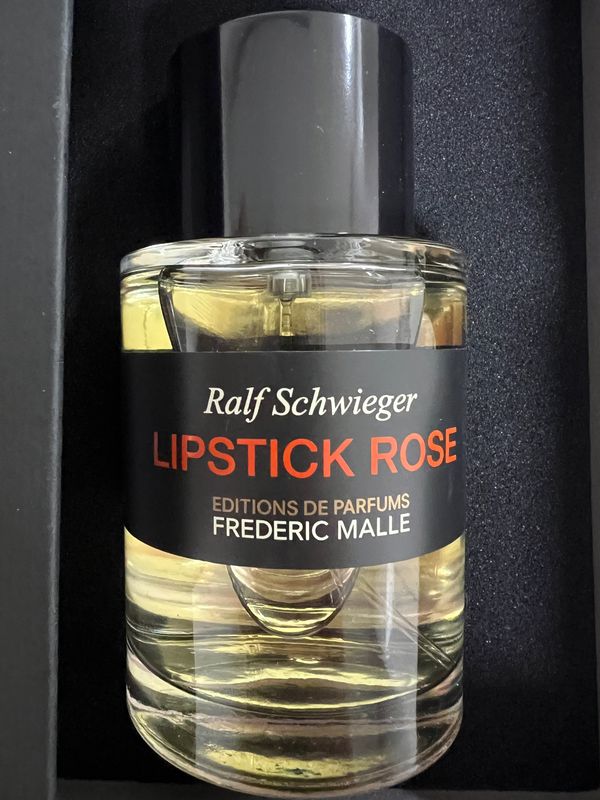 Ralf Schwieger
LIPSTICK ROSE
EDITIONS DE PARFUMS
FREDERIC MALLE